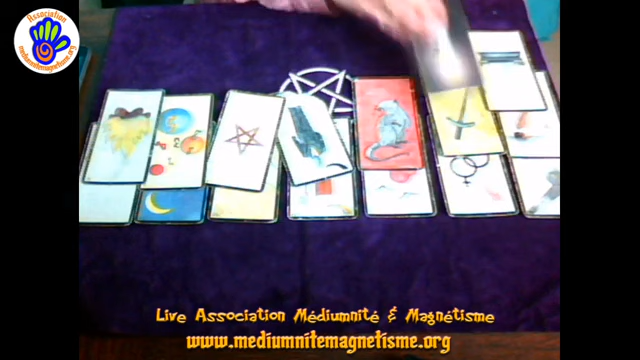 Association
mediumnitemagnetisme.org
Live Association Médiumnité & Magnétisme
www.mediumnitemagnetisme.org